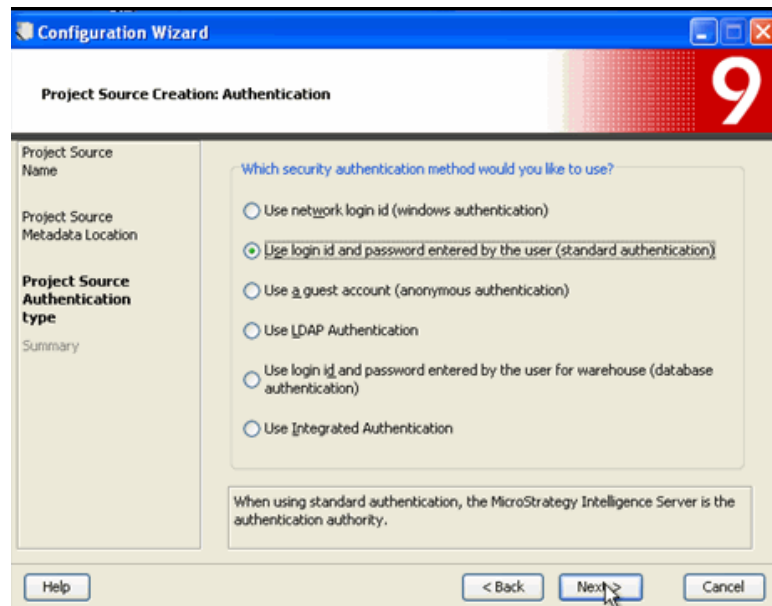 Configuration Wizard
Project Source Creation: Authentication
9
Project Source
Name
Project Source
Metadata Location
Project Source
Authentication
type
Summary
Which security authentication method would you like to use?
Use network login id (windows authentication)
Use login id and password entered by the user (standard authentication)
Use a guest account (anonymous authentication)
Use LDAP Authentication
Use login id and password entered by the user for warehouse (database
authentication)
Use Integrated Authentication
When using standard authentication, the MicroStrategy Intelligence Server is the
authentication authority.
Help
< Back
Next >
Cancel